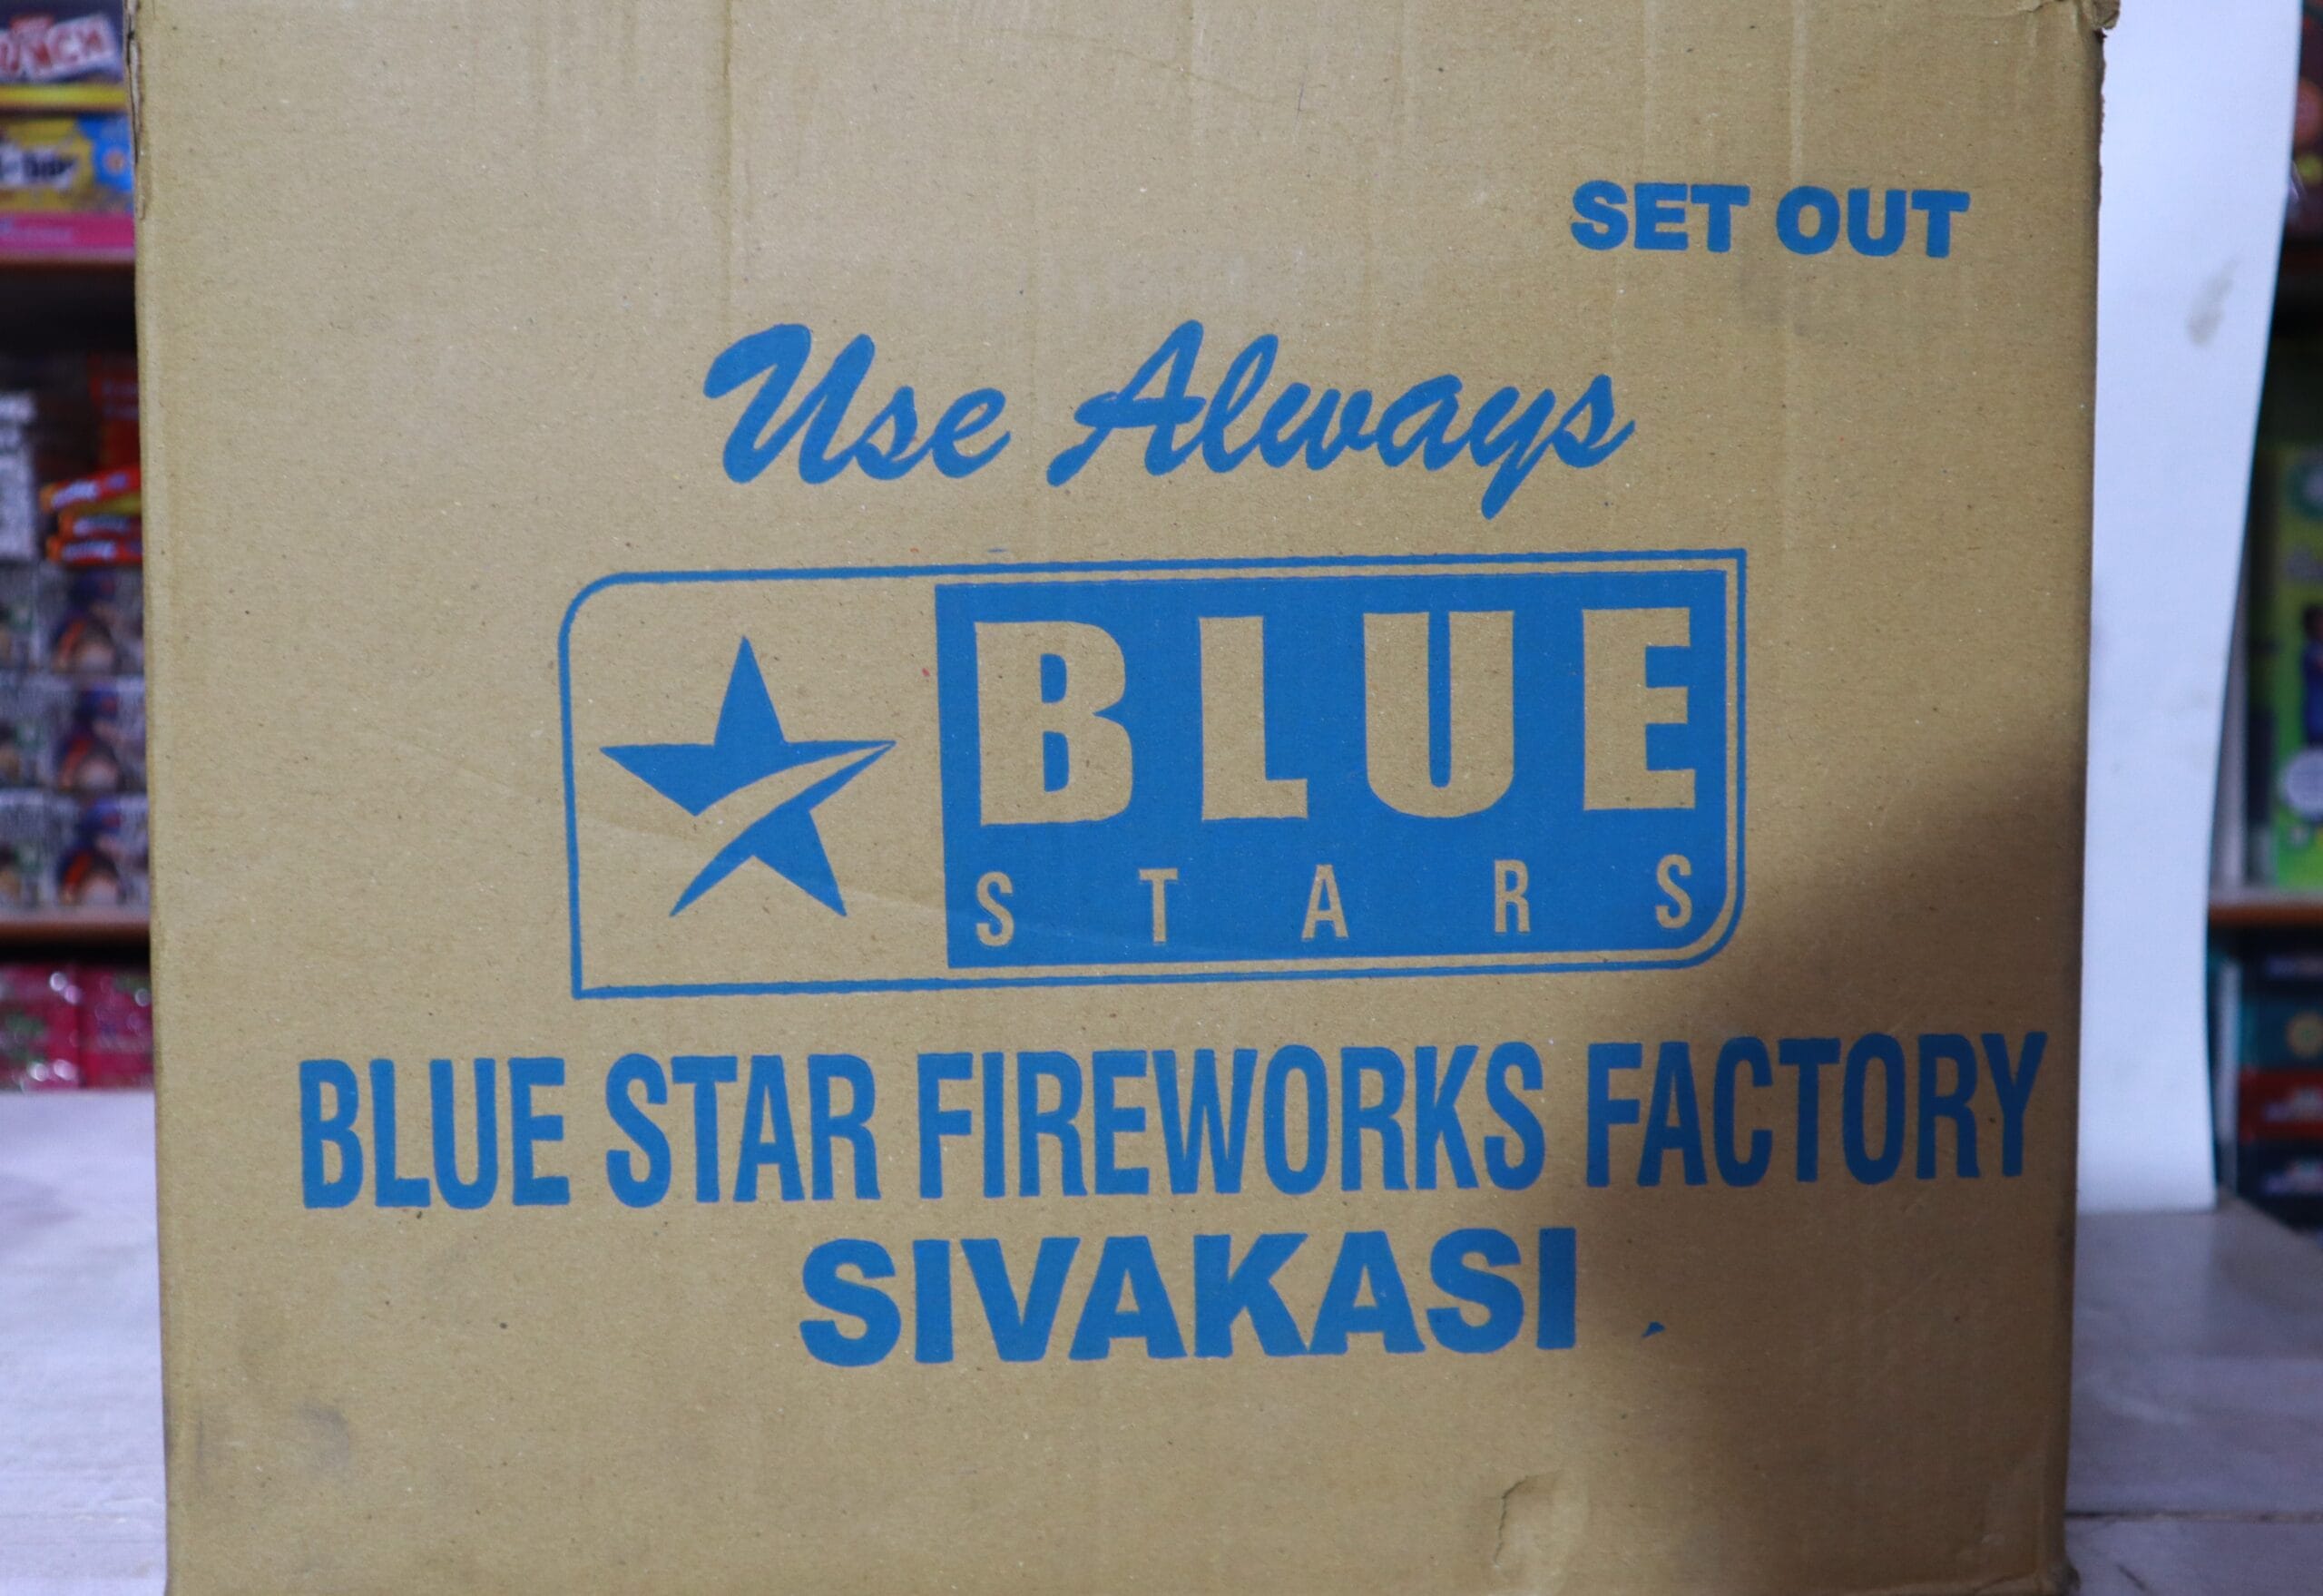 SET OUT
Use Always
BLUE
STARS
BLUE STAR FIREWORKS FACTORY
SIVAKASI